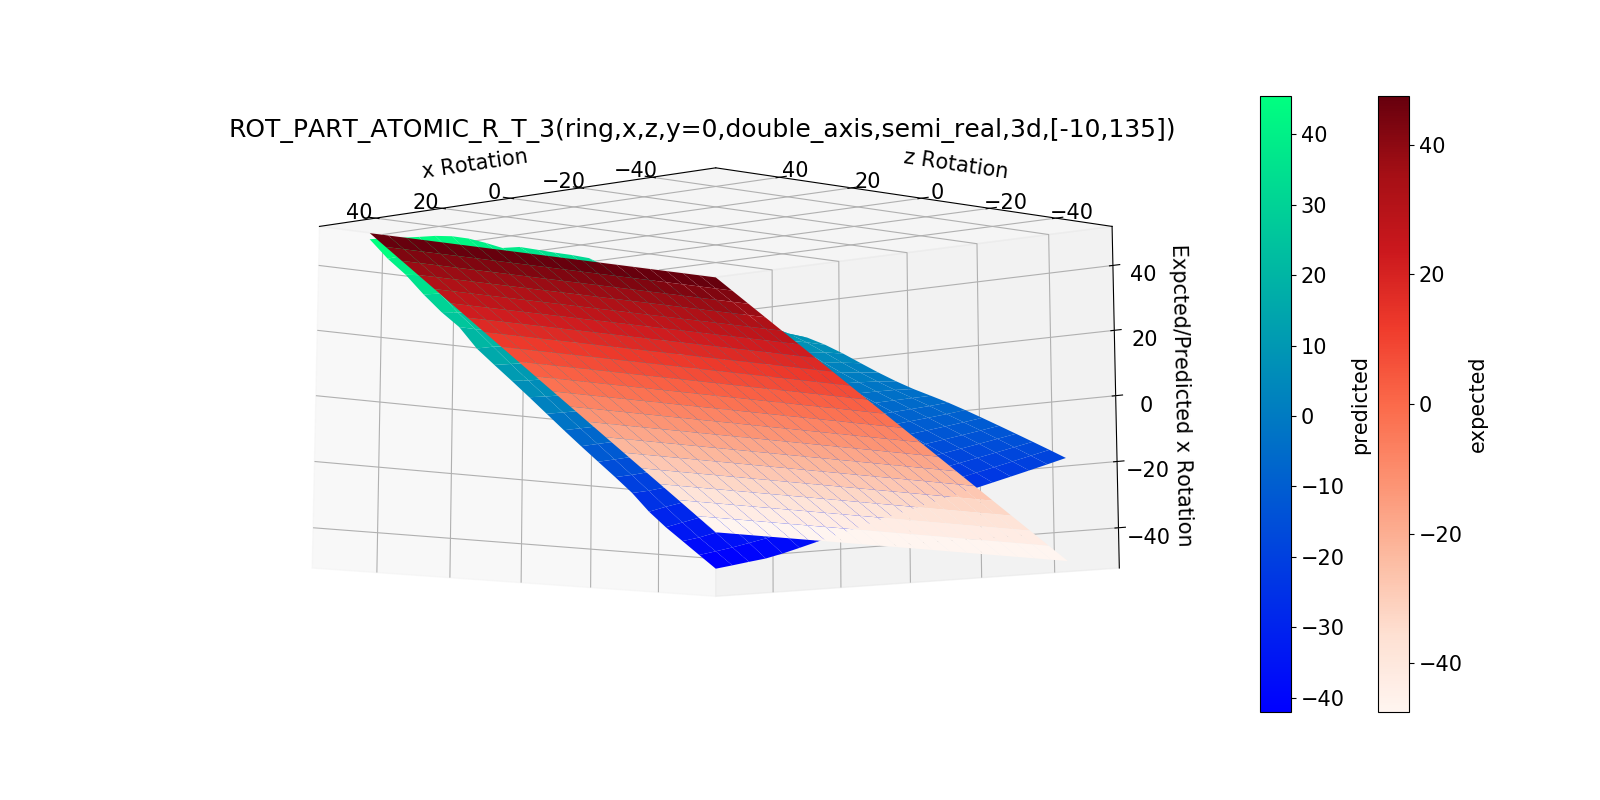 ROT_PART_ATOMIC_R_T_3(ring,x,z,y=0,double_axis,semi_real,3d,[-10,135])
x Rotation
z Rotation
40 20 0 −20 −40
40 20 0 −20 −40
Expcted/Predicted x Rotation
40
20
0
−20
−40
40
30
20
10
0
−10
−20
−30
−40
predicted
40
20
0
−20
−40
expected